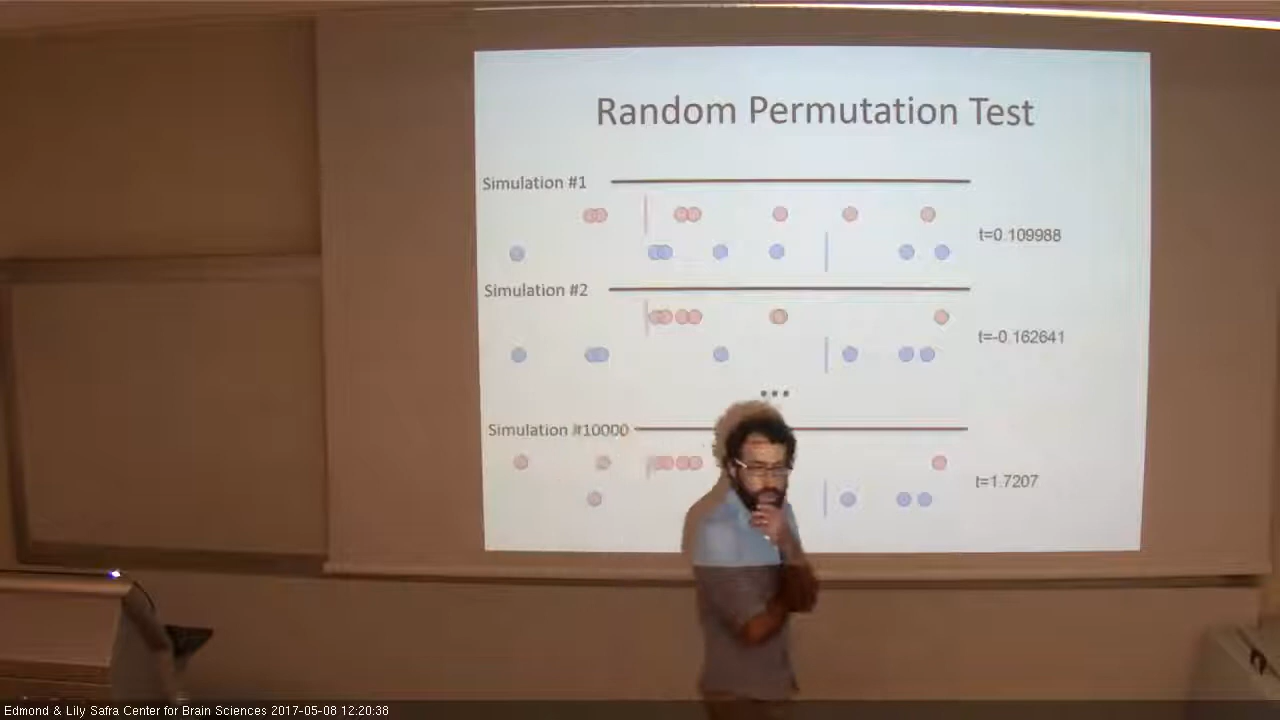 Random Permutation Test
Simulation #1
t=0.109988
Simulation #2
t=-0.162641
...
Simulation #10000
t=1.7207
Edmond & Lily Safra Center for Brain Sciences 2017-05-08 12:20:38